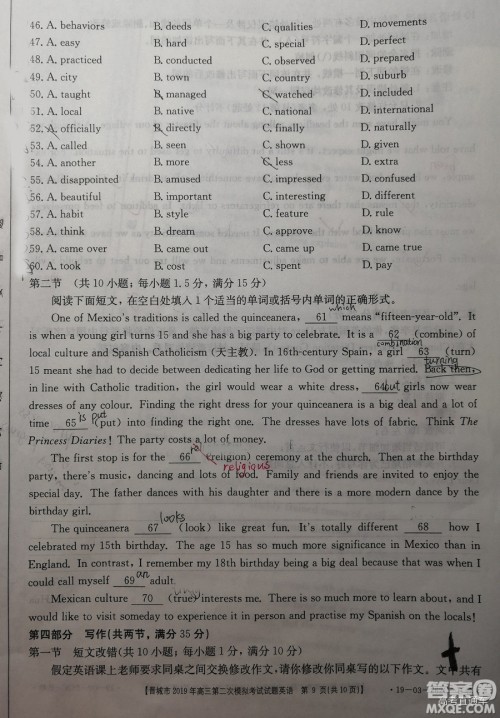 46. A. behaviors B. deeds C. qualities D. movements
47. A. easy B. hard C. special D. perfect
48. A. practiced B. conducted C. observed D. prepared
49. A. city B. town C. country D. suburb
50. A. taught B. managed C. watched D. included
51. A. local B. native C. national D. international
52. A. officially B. directly C. finally D. naturally
53. A. called B. seen C. shown D. given
54. A. another B. more C. less D. extra
55. A. disappointed B. amused C. impressed D. confused
56. A. beautiful B. important C. interesting D. different
57. A. habit B. style C. feature D. rule
58. A. think B. dream C. agree D. know
59. A. came over B. came out C. came up D. came true
60. A. took B. cost C. spent D. pay
第二节 (共10小题;每小题1.5分,满分15分)
阅读下面短文,在空白处填入1个适当的单词或括号内单词的正确形式。
which
One of Mexico's traditions is called the quinceanera, 61 means "fifteen-year-old". It
is when a young girl turns 15 and she has a big party to celebrate. It is a 62 (combine) of
combination
local culture and Spanish Catholicism (天主教). In 16th-century Spain, a girl 63 (turn)
turning
15 meant she had to decide between dedicating her life to God or getting married. Back then,
in line with Catholic tradition, the girl would wear a white dress, 64 but girls now wear
dresses of any colour. Finding the right dress for your quinceanera is a big deal and a lot of
is put
time 65 (put) into finding the right one. The dresses have lots of fabric. Think The
Princess Diaries! The party costs a lot of money.
The first stop is for the 66 (religion) ceremony at the church. Then at the birthday
religious
party, there's music, dancing and lots of food. Family and friends are invited to enjoy the
special day. The father dances with his daughter and there is a more modern dance by the
birthday girl.
looks
The quinceanera 67 (look) like great fun. It's totally different 68 how I
celebrated my 15th birthday. The age 15 has so much more significance in Mexico than in
England. In contrast, I remember my 18th birthday being a big deal because that was when I
could call myself 69 an adult.
Mexican culture 70 (true) interests me. There is so much more to learn about, and I
would like to visit someday to experience it in person and practise my Spanish on the locals!
第四部分 写作(共两节,满分35分)
第一节 短文改错(共10小题;每小题1分,满分10分)
假定英语课上老师要求同桌之间交换修改作文,请你修改你同桌写的以下作文。文中共有
【晋城市2019年高三第二次模拟考试试题英语 第9页(共10页)】 ·19-03-